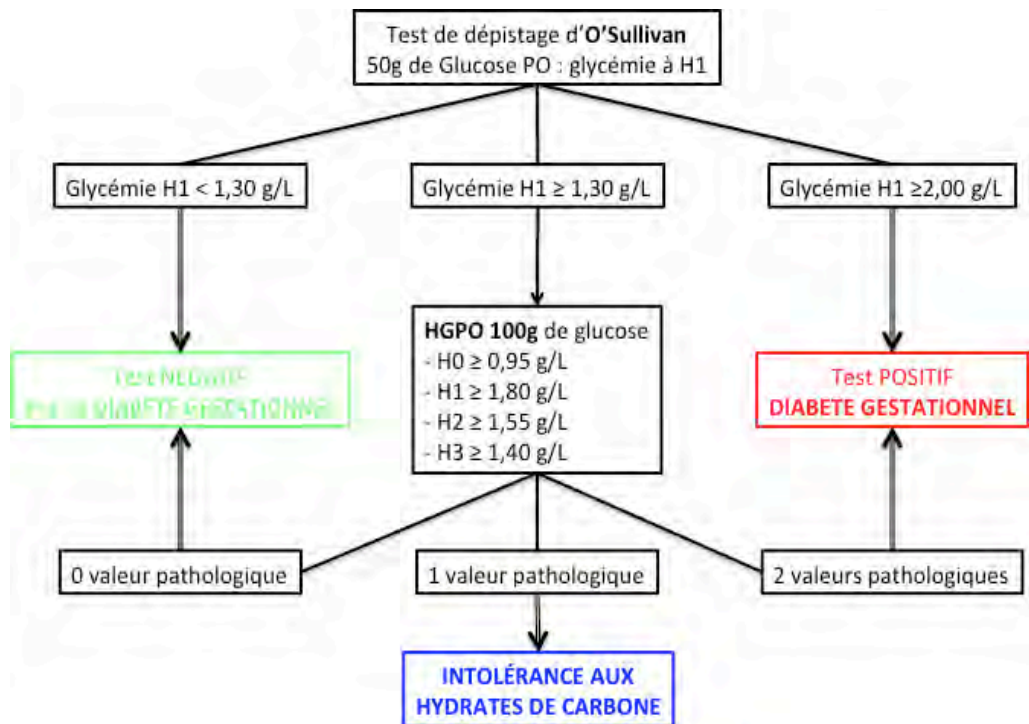 Test de dépistage d'O'Sullivan
50g de Glucose PO : glycémie à H1
Glycémie H1 < 1,30 g/L
Glycémie H1 ≥ 1,30 g/L
Glycémie H1 ≥2,00 g/L
HGPO 100g de glucose
- H0 ≥ 0,95 g/L
- H1 ≥ 1,80 g/L
- H2 ≥ 1,55 g/L
- H3 ≥ 1,40 g/L
Test NEGATIF
DIABETE GESTATIONNEL
Test POSITIF
DIABETE GESTATIONNEL
0 valeur pathologique
1 valeur pathologique
2 valeurs pathologiques
INTOLÉRANCE AUX
HYDRATES DE CARBONE